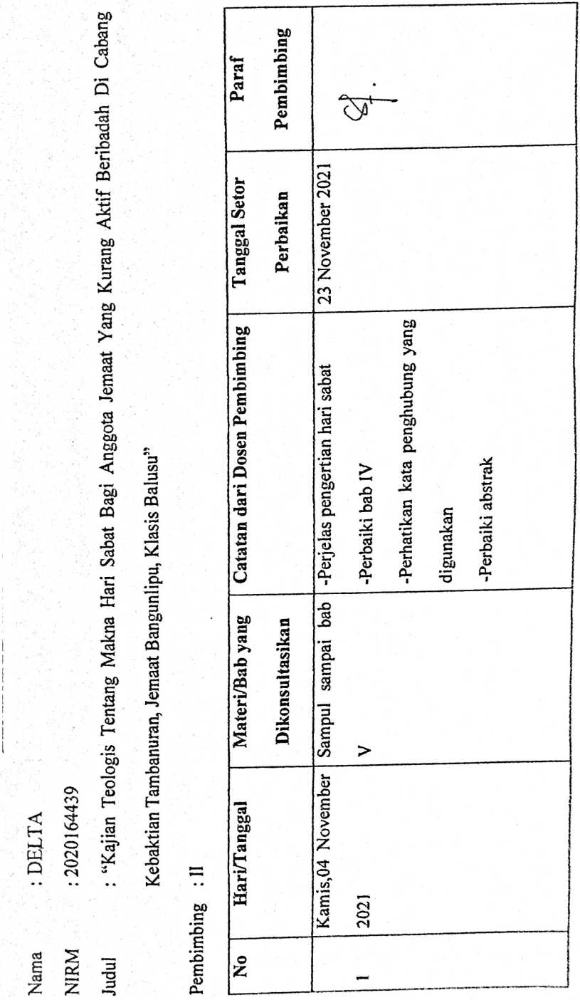 Nama : DELTA
NIRM : 2020164439
Judul : “Kajian Teologis Tentang Makna Hari Sabat Bagi Anggota Jemaat Yang Kurang Aktif Beribadah Di Cabang
Kebaktian Tambanuran, Jemaat Bangunlipu, Klasis Balusu”
Pembimbing : II
No
Hari/Tanggal
Materi/Bab yang
Dikonsultasikan
Catatan dari Dosen Pembimbing
Tanggal Setor
Perbaikan
Paraf
Pembimbing
1
Kamis,04 November
2021
Sampul sampai bab
V
-Perjelas pengertian hari sabat
-Perbaiki bab IV
-Perhatikan kata penghubung yang
digunakan
-Perbaiki abstrak
23 November 2021